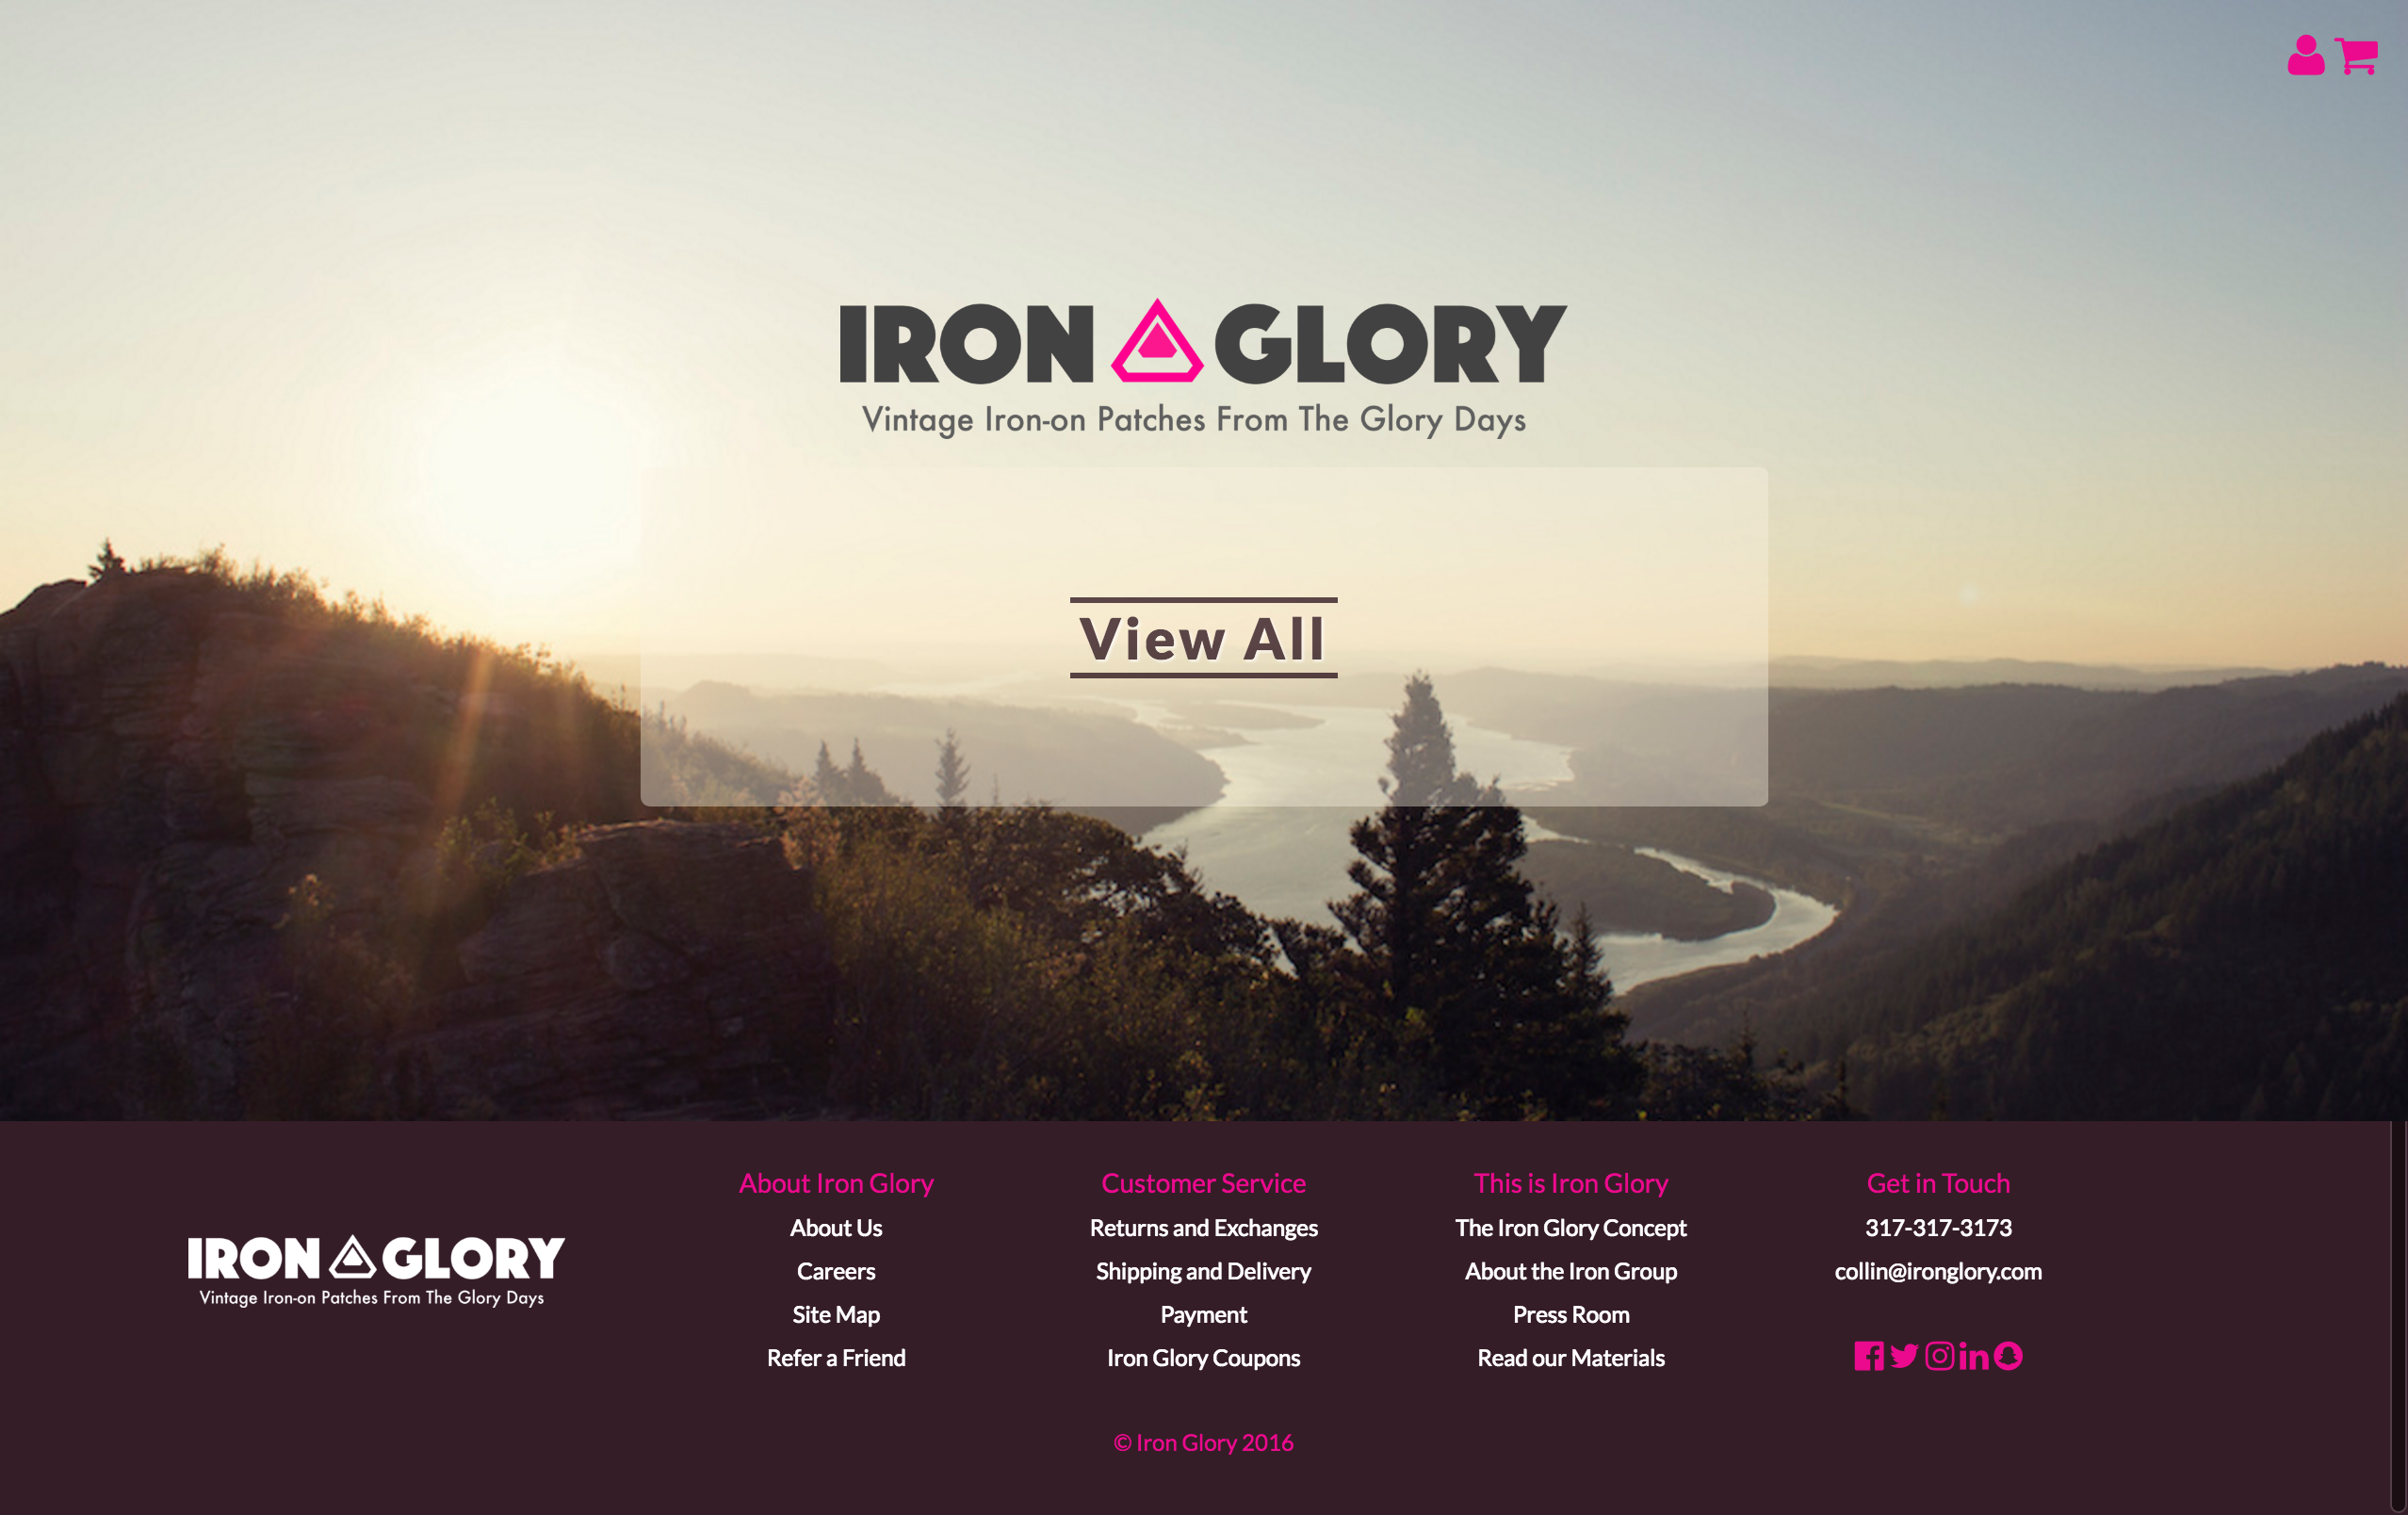 IRON GLORY
Vintage Iron-on Patches From The Glory Days
View All
IRON GLORY
Vintage Iron-on Patches From The Glory Days
About Iron Glory
About Us
Careers
Site Map
Refer a Friend
Customer Service
Returns and Exchanges
Shipping and Delivery
Payment
Iron Glory Coupons
This is Iron Glory
The Iron Glory Concept
About the Iron Group
Press Room
Read our Materials
Get in Touch
317-317-3173
collin@ironglory.com
© Iron Glory 2016